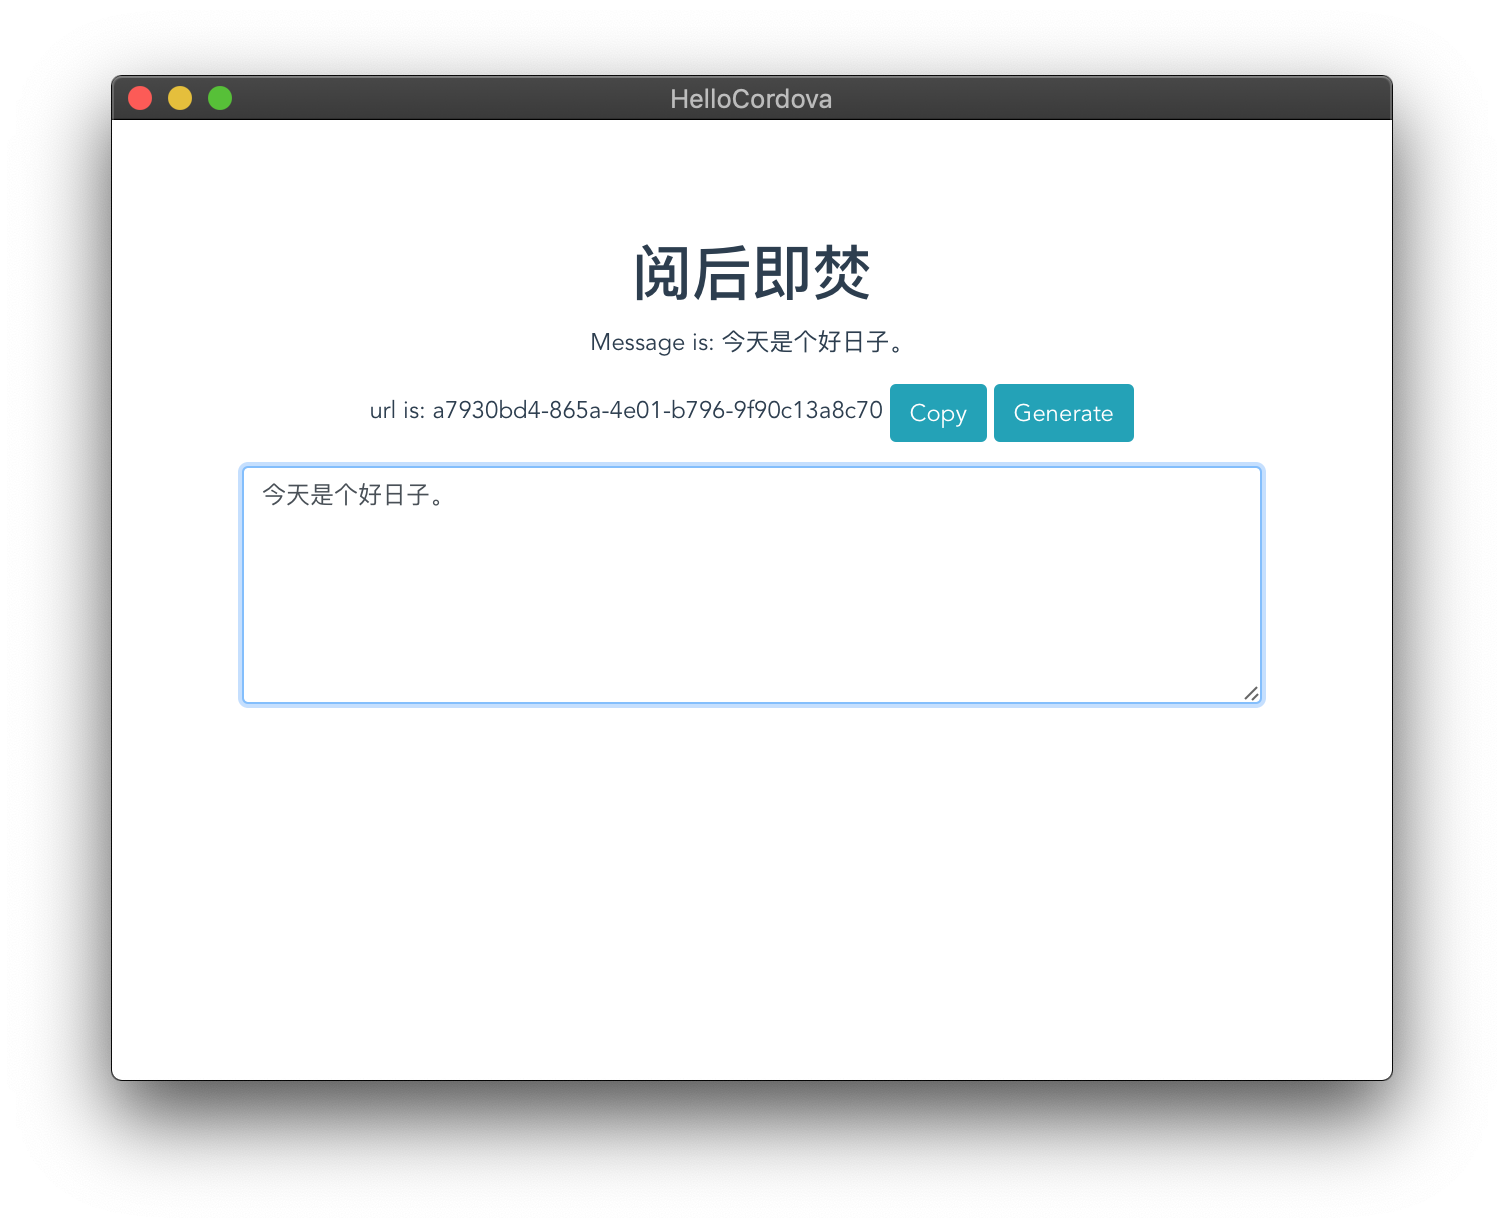 HelloCordova
阅后即焚
Message is: 今天是个好日子。
url is: a7930bd4-865a-4e01-b796-9f90c13a8c70 Copy Generate
今天是个好日子。